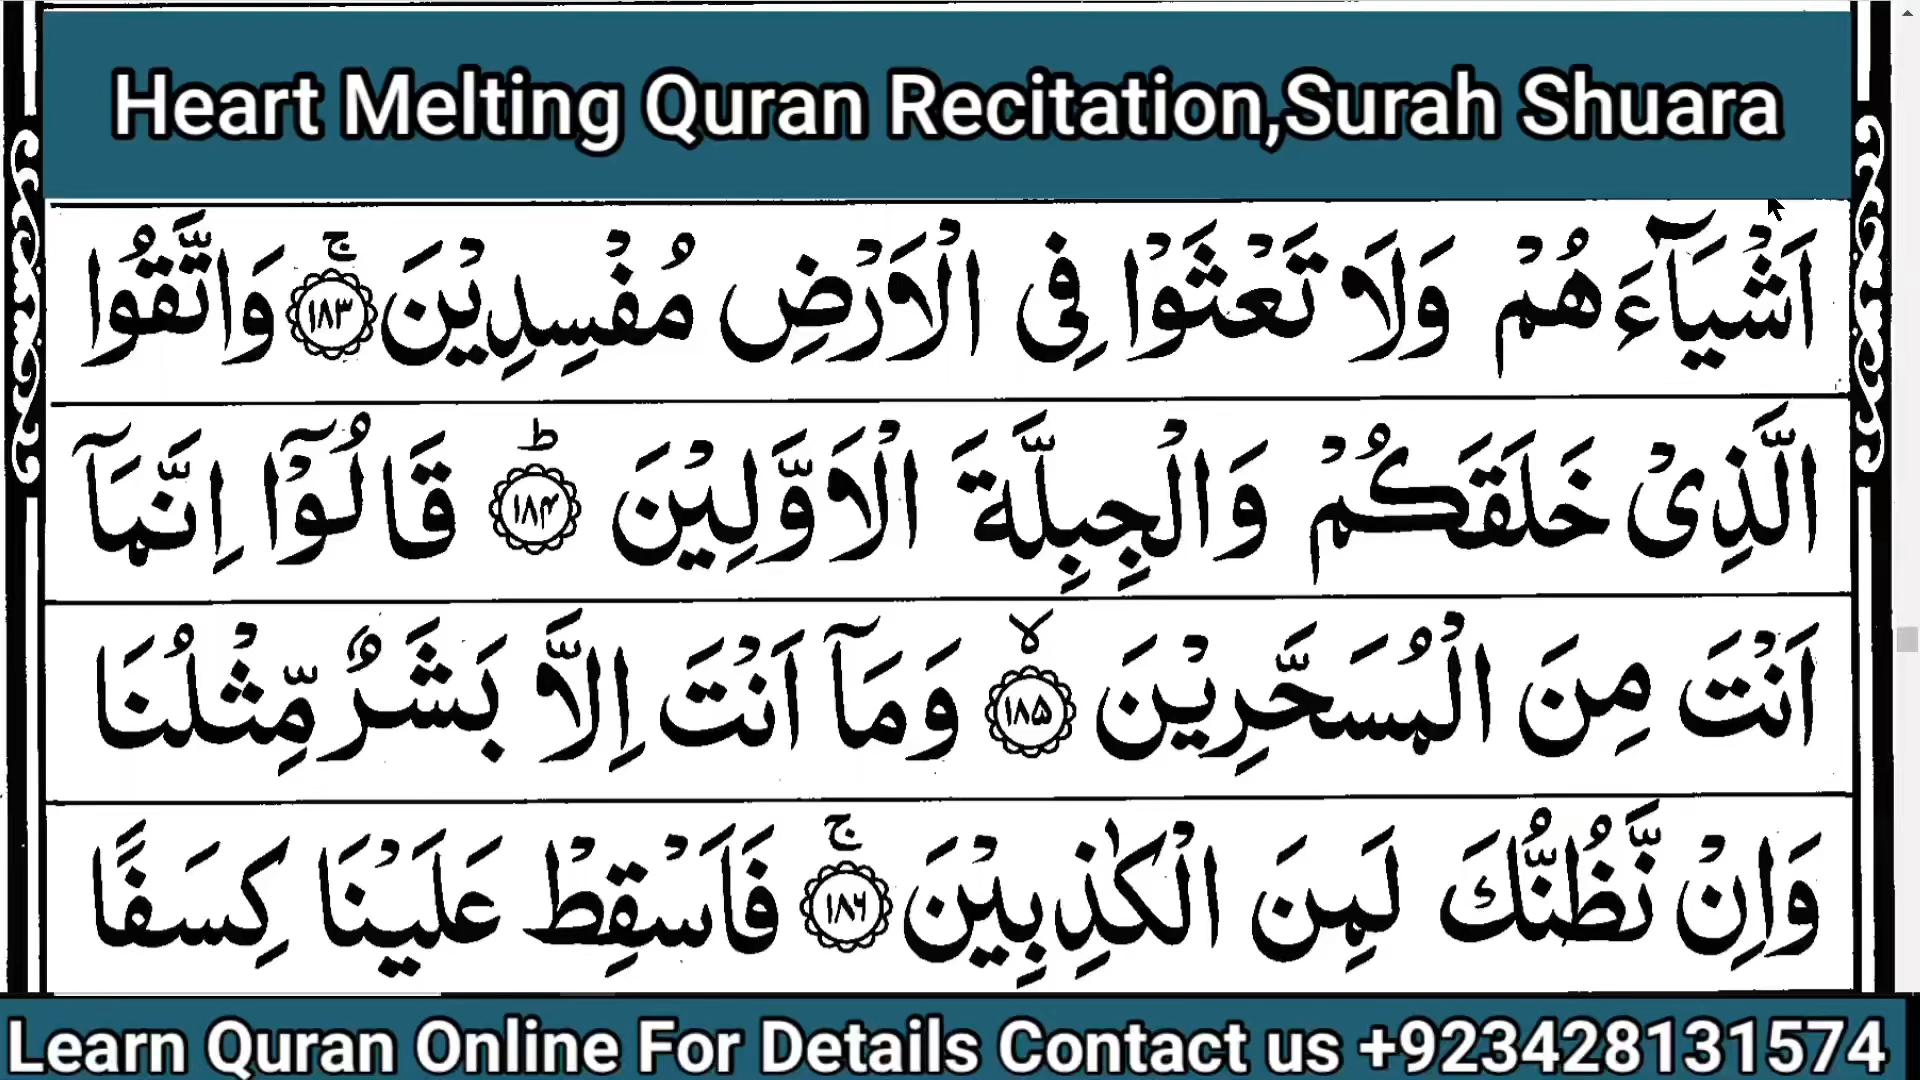 Heart Melting Quran Recitation,Surah Shuara
اَشْيَآءَهُمْ وَلَا تَعْثَوْا فِى الْاَرْضِ مُفْسِدِيْنَ ۚ ﴿۱۸۳﴾ وَاتَّقُوا
الَّذِىْ خَلَقَكُمْ وَالْجِبِلَّةَ الْاَوَّلِيْنَ ؕ ﴿۱۸۴﴾ قَالُوْۤا اِنَّمَاۤ
اَنْتَ مِنَ الْمُسَحَّرِيْنَ ۙ ﴿۱۸۵﴾ وَمَاۤ اَنْتَ اِلَّا بَشَرٌ مِّثْلُنَا
وَاِنْ نَّظُنُّكَ لَمِنَ الْكٰذِبِيْنَ ۚ ﴿۱۸۶﴾ فَاَسْقِطْ عَلَيْنَا كِسَفًا
Learn Quran Online For Details Contact us +923428131574